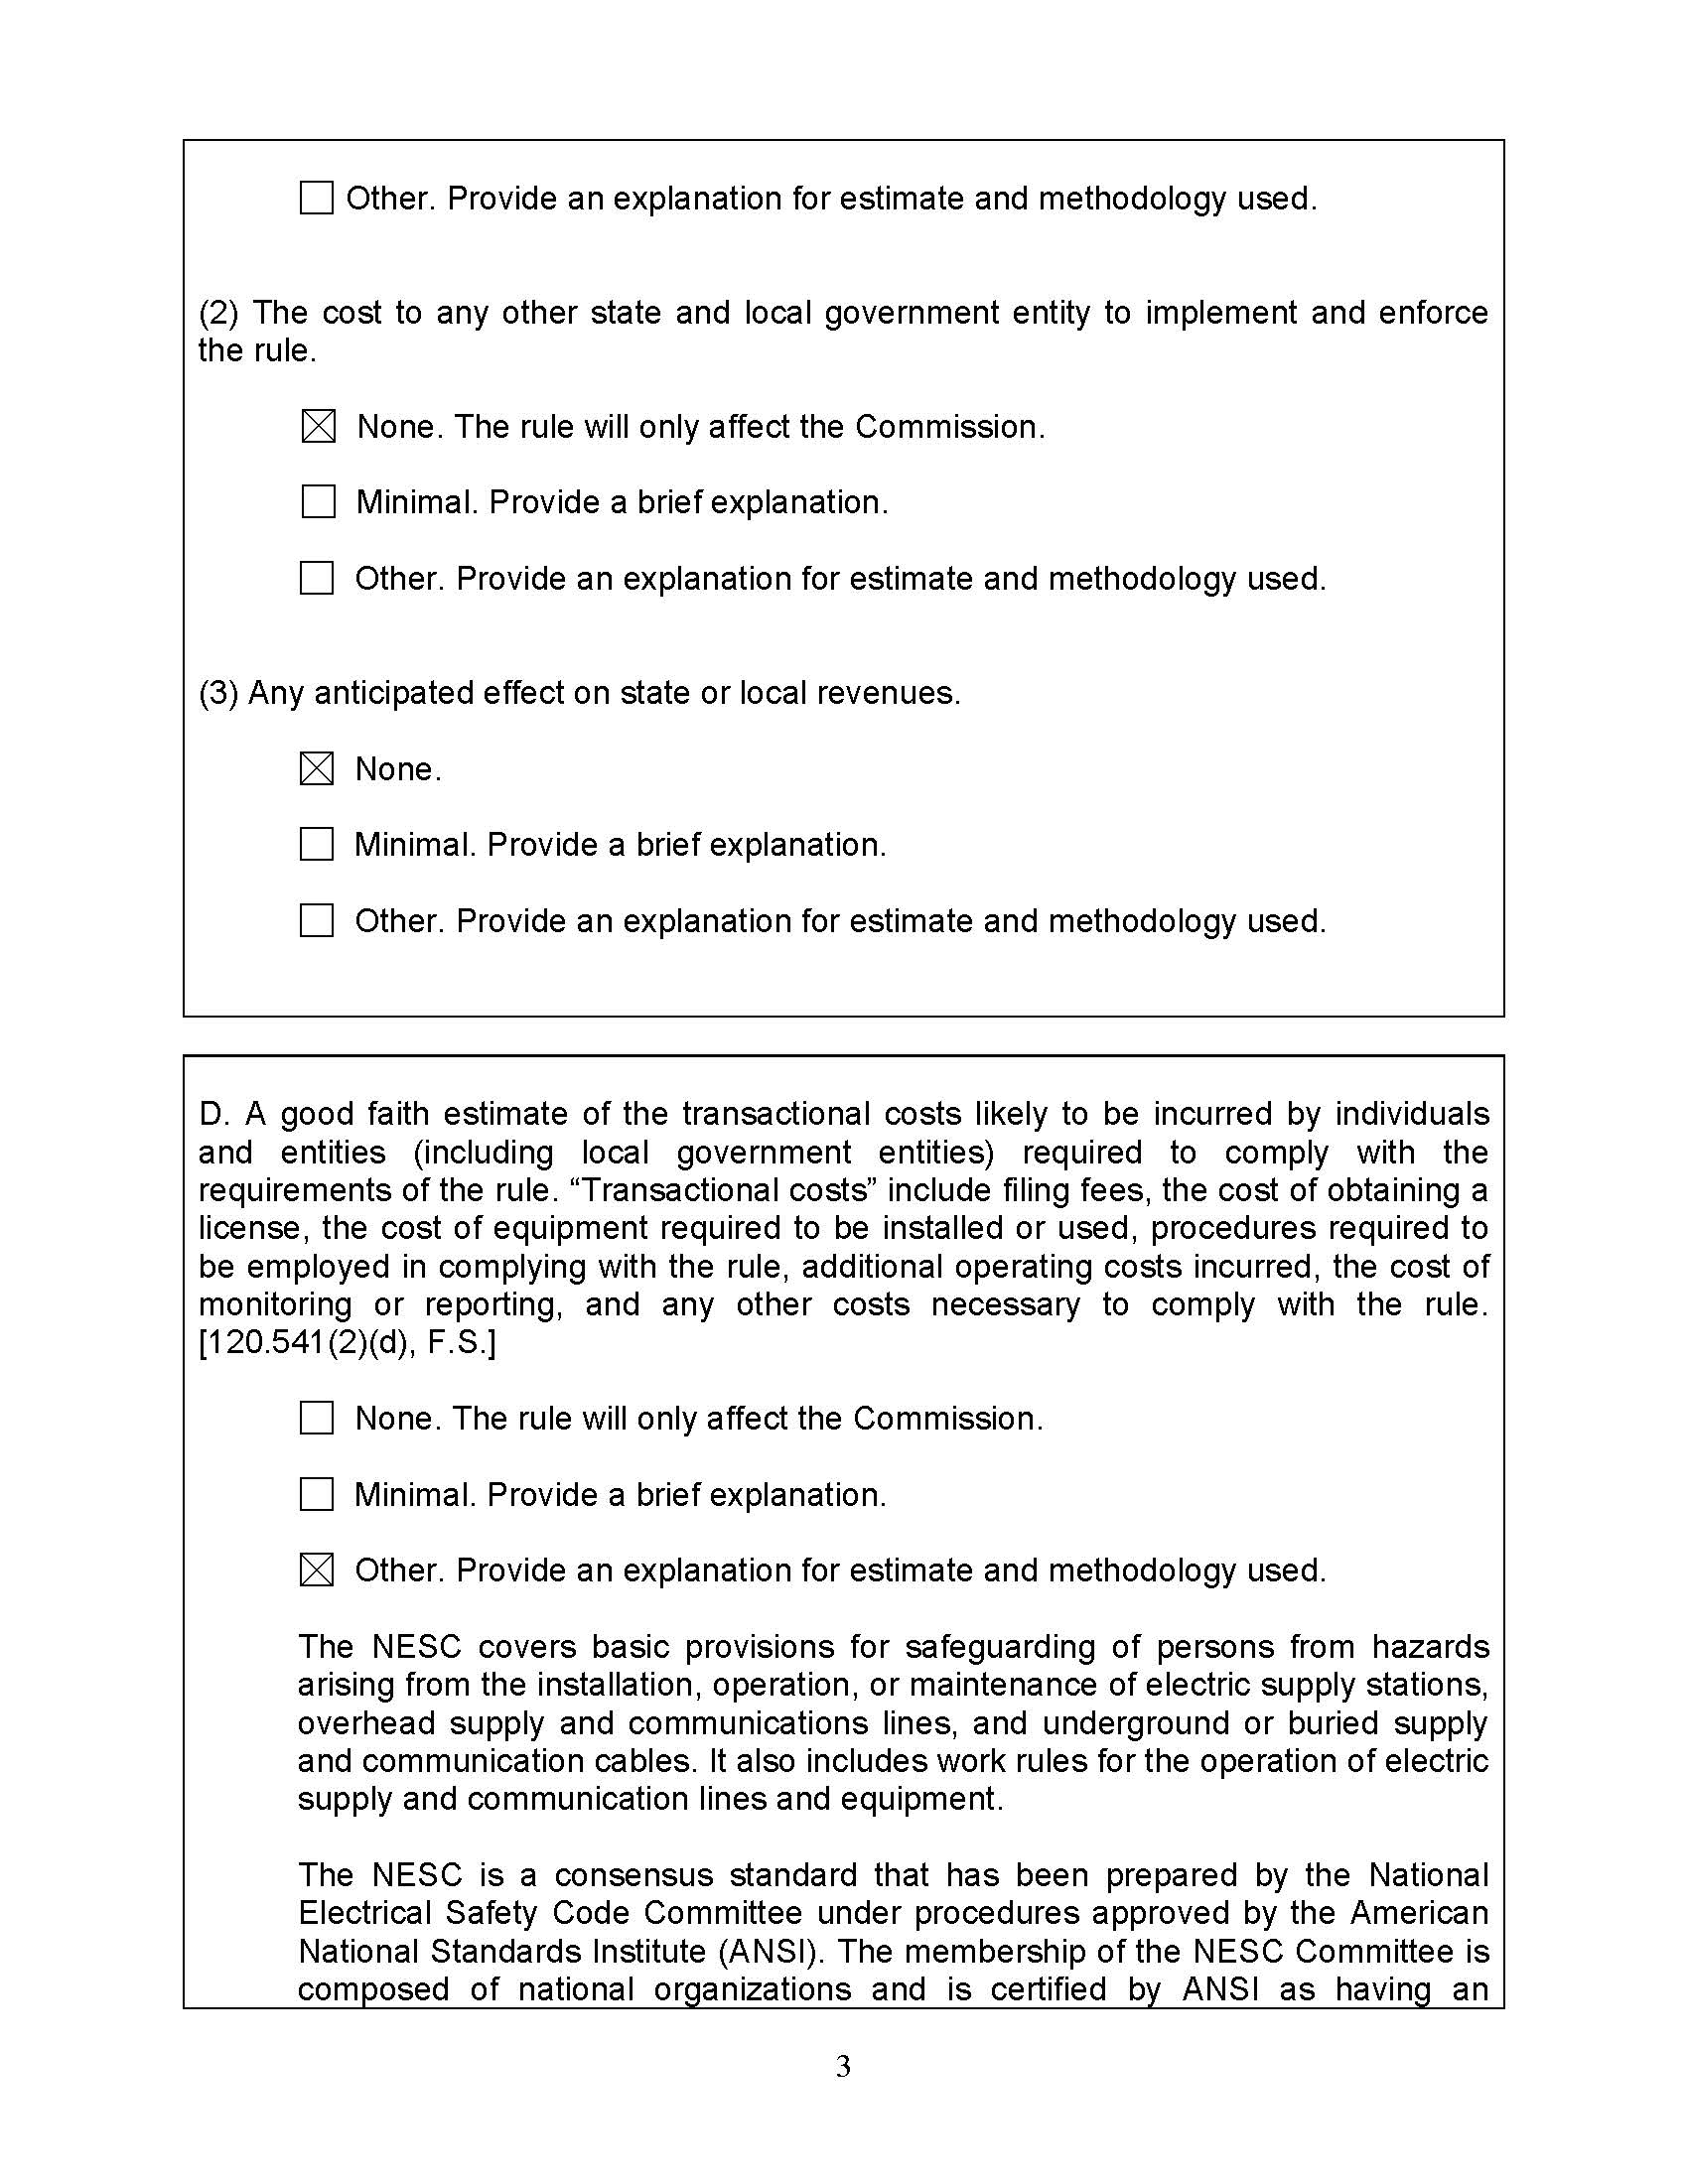 ☐ Other. Provide an explanation for estimate and methodology used.
(2) The cost to any other state and local government entity to implement and enforce
the rule.
☒ None. The rule will only affect the Commission.
☐ Minimal. Provide a brief explanation.
☐ Other. Provide an explanation for estimate and methodology used.
(3) Any anticipated effect on state or local revenues.
☒ None.
☐ Minimal. Provide a brief explanation.
☐ Other. Provide an explanation for estimate and methodology used.
D. A good faith estimate of the transactional costs likely to be incurred by individuals
and entities (including local government entities) required to comply with the
requirements of the rule. “Transactional costs” include filing fees, the cost of obtaining a
license, the cost of equipment required to be installed or used, procedures required to
be employed in complying with the rule, additional operating costs incurred, the cost of
monitoring or reporting, and any other costs necessary to comply with the rule.
[120.541(2)(d), F.S.]
☐ None. The rule will only affect the Commission.
☐ Minimal. Provide a brief explanation.
☒ Other. Provide an explanation for estimate and methodology used.
The NESC covers basic provisions for safeguarding of persons from hazards
arising from the installation, operation, or maintenance of electric supply stations,
overhead supply and communications lines, and underground or buried supply
and communication cables. It also includes work rules for the operation of electric
supply and communication lines and equipment.
The NESC is a consensus standard that has been prepared by the National
Electrical Safety Code Committee under procedures approved by the American
National Standards Institute (ANSI). The membership of the NESC Committee is
composed of national organizations and is certified by ANSI as having an
3